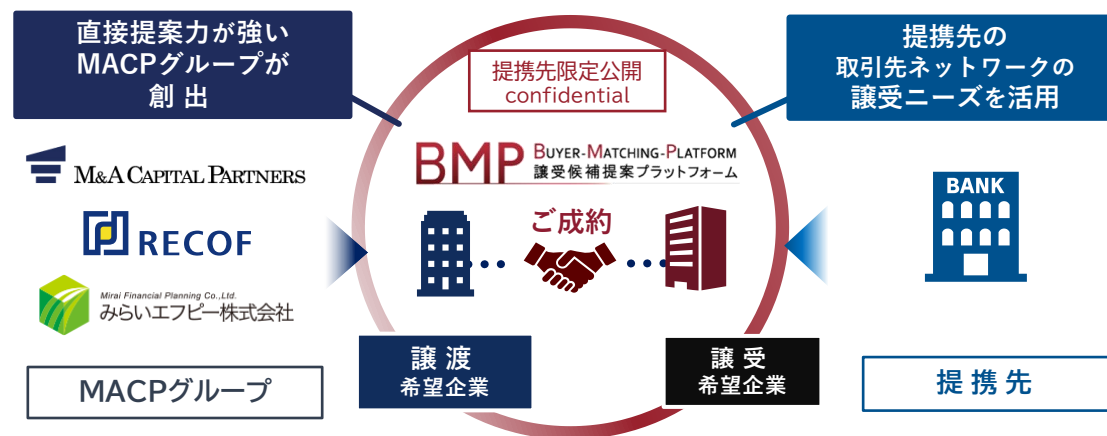 直接提案力が強い
MACPグループが
創出
提携先限定公開
confidential
提携先の
取引先ネットワークの
譲受ニーズを活用
M&A CAPITAL PARTNERS
RECOF
Mirai Financial Planning Co.,Ltd.
みらいエフピー株式会社
MACPグループ
BMP BUYER-MATCHING-PLATFORM
譲受候補提案プラットフォーム
ご成約
譲渡
希望企業
譲受
希望企業
BANK
提携先